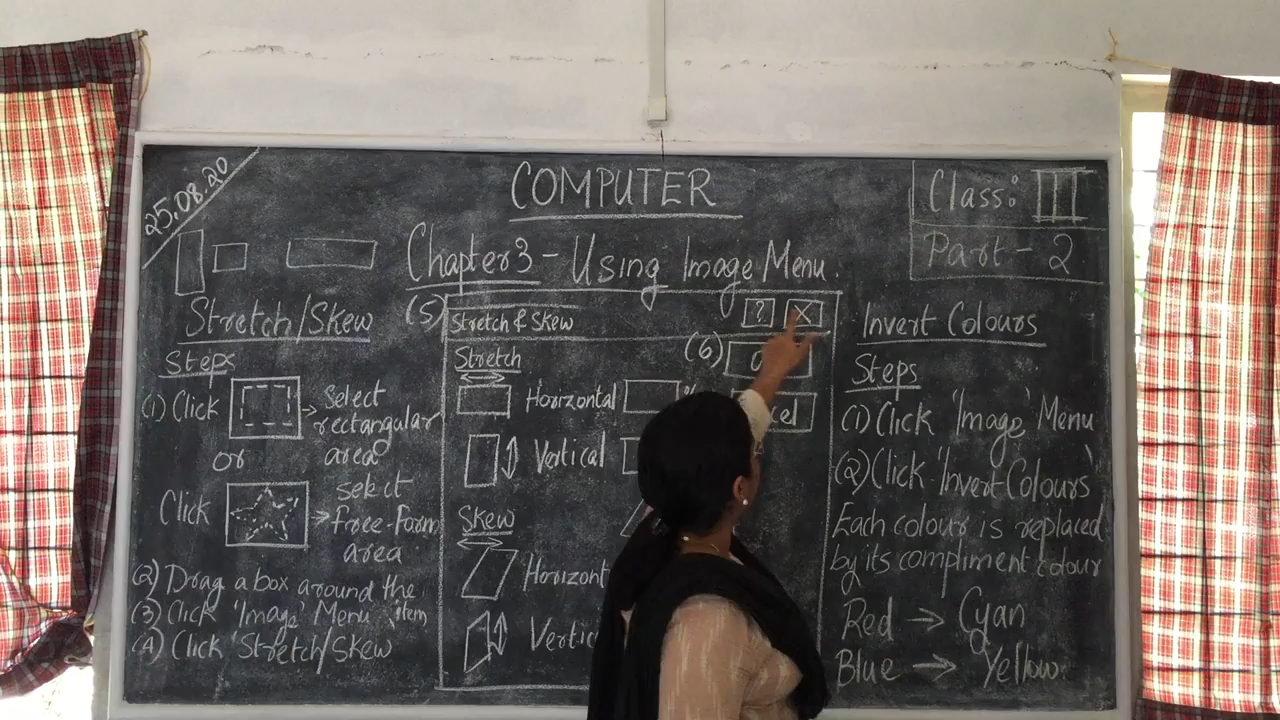 25.08.20
COMPUTER
Class: III
Part - 2
Chapter 3 - Using Image Menu.
Stretch/Skew
Steps
(1) Click
Select
rectangular
area
or
Click
select
Free-Form
area
(2) Drag a box around the
item
(3) Click 'Image' Menu
(4) Click 'Stretch/Skew
(5)
Stretch & Skew
? X
Stretch
Horizontal
Vertical
Skew
(6)
Invert Colours
Steps
(1) Click 'Image' Menu
(2) Click 'Invert Colours'
Each colour is replaced
by its compliment colour
Red → Cyan
Blue → Yellow